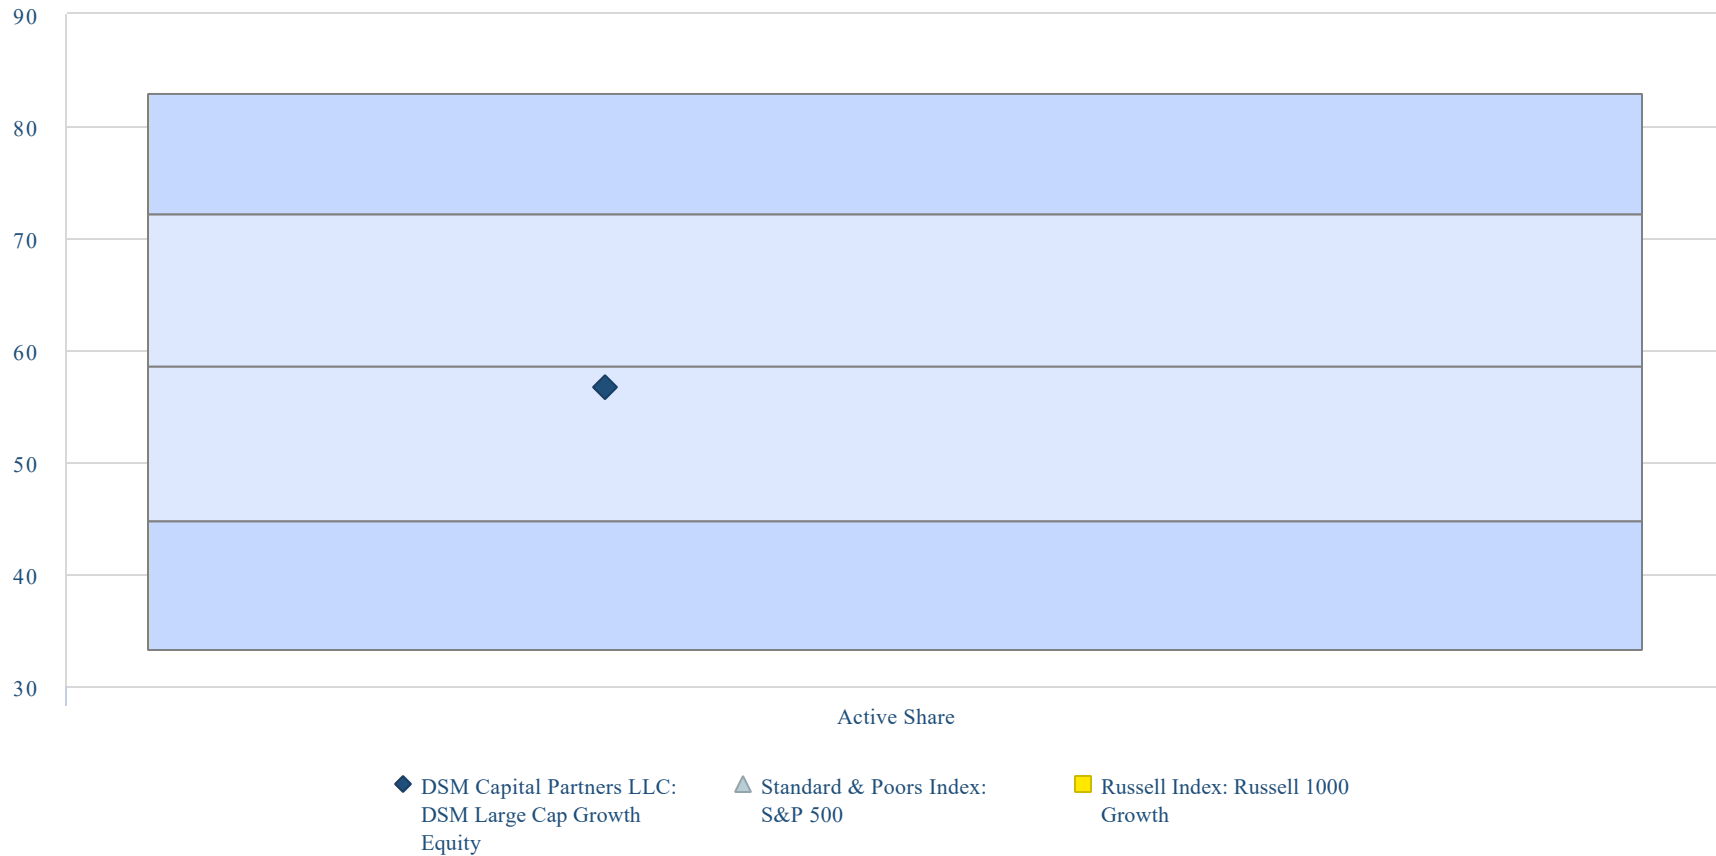 90
80
70
60
50
40
30
Active Share
DSM Capital Partners LLC:
DSM Large Cap Growth
Equity
Standard & Poors Index:
S&P 500
Russell Index: Russell 1000
Growth